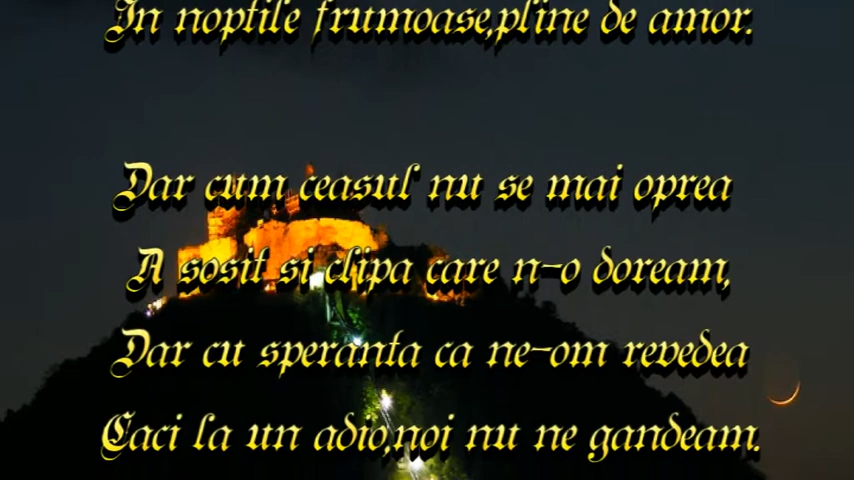 In noptile frumoase,pline de amor.
Dar cum ceasul nu se mai oprea
A sosit si clipa care n-o doream,
Dar cu speranta ca ne-om revedea
Caci la un adio,noi nu ne gandeam.